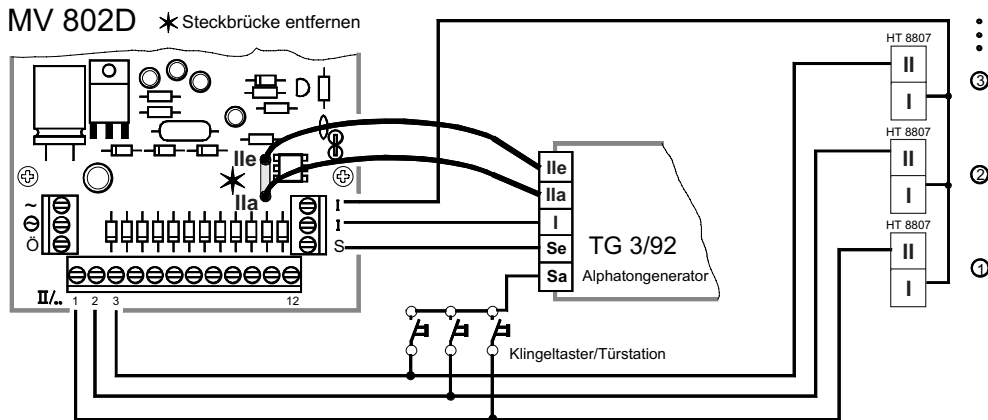 MV 802D
Steckbrücke entfernen
HT 8807
II
I
3
HT 8807
II
I
2
HT 8807
II
I
1
IIe
IIa
~
Ö
I
I
S
IIe
IIa
I
Se
Sa
TG 3/92
Alphatongenerator
II/..
1 2 3 12
Klingeltaster/Türstation